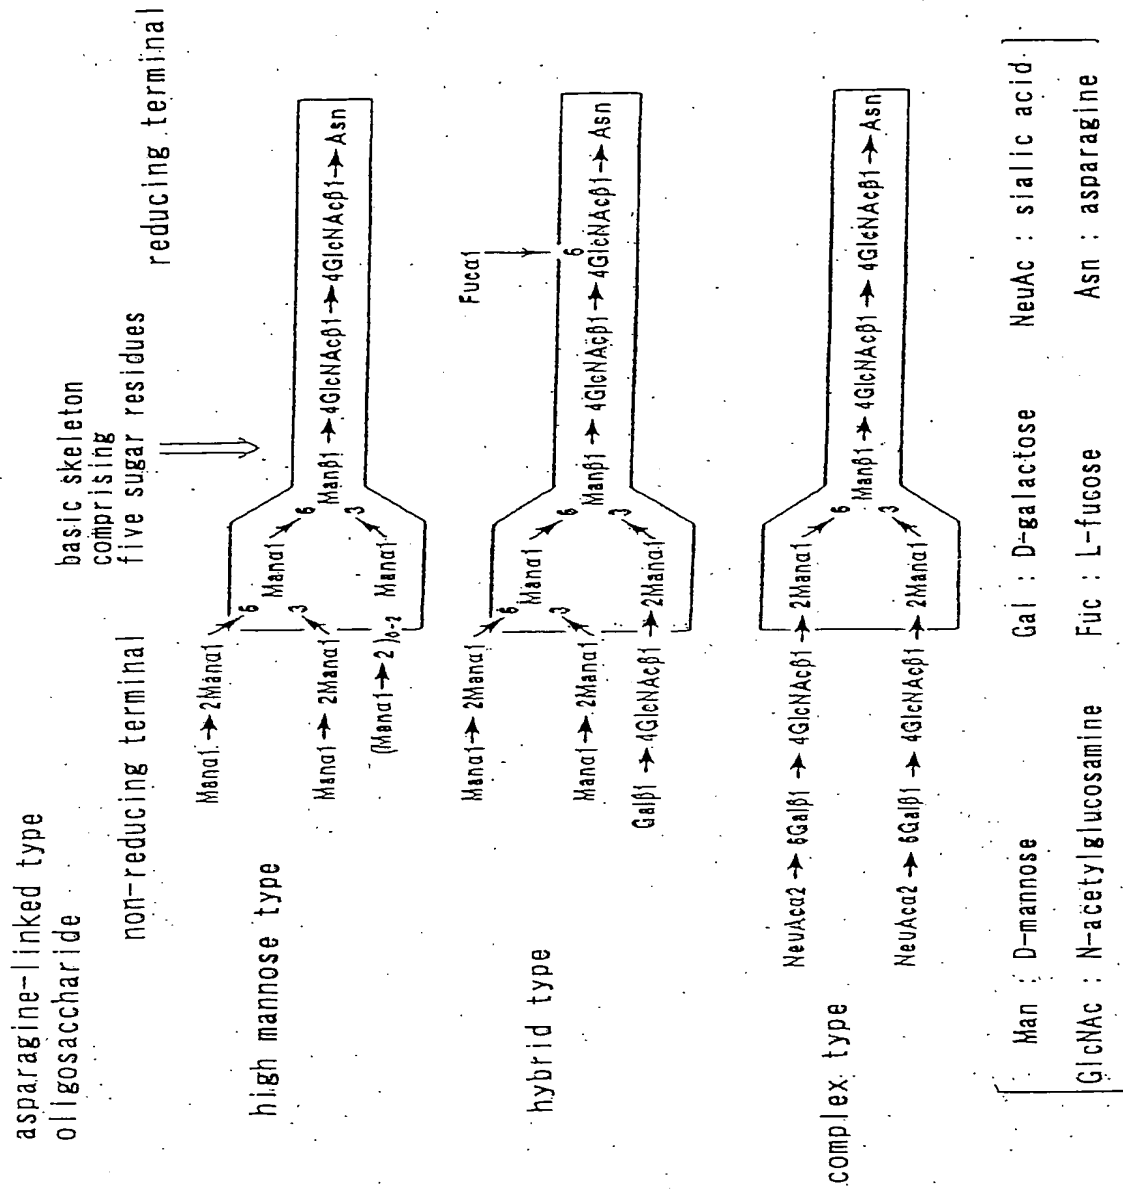 asparagine-linked type
oligosaccharide
non-reducing terminal
basic skeleton
comprising
five sugar residues
reducing terminal
high mannose type
Manα1 → 2Manα1
6
Manα1
3
Manα1 → 2Manα1
(Manα1 → 2)0-2
Manα1
6
3
Manβ1 → 4GlcNAcβ1 → 4GlcNAcβ1 → Asn
hybrid type
Manα1 → 2Manα1
6
Manα1
3
Manα1 → 2Manα1
Galβ1 → 4GlcNAcβ1 → 2Manα1
6
3
Fucα1
6
Manβ1 → 4GlcNAcβ1 → 4GlcNAcβ1 → Asn
complex type
NeuAcα2 → 6Galβ1 → 4GlcNAcβ1 → 2Manα1
NeuAcα2 → 6Galβ1 → 4GlcNAcβ1 → 2Manα1
6
3
Manβ1 → 4GlcNAcβ1 → 4GlcNAcβ1 → Asn
Man : D-mannose Gal : D-galactose NeuAc : sialic acid
GlcNAc : N-acetylglucosamine Fuc : L-fucose Asn : asparagine